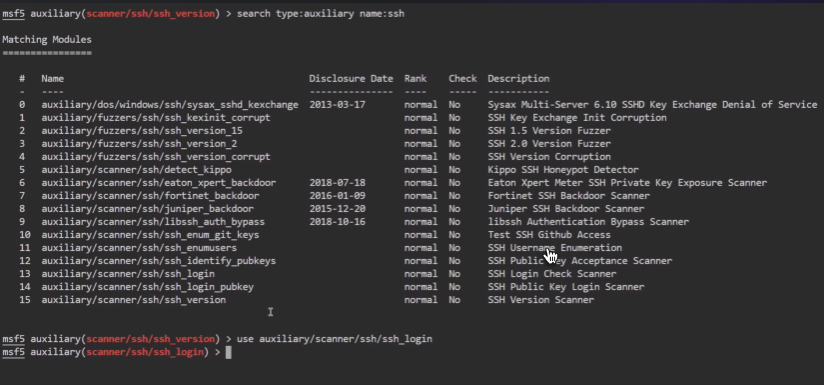 msf5 auxiliary(scanner/ssh/ssh_version) > search type:auxiliary name:ssh
Matching Modules
================
#   Name                                              Disclosure Date  Rank    Check  Description
-   ----                                              ---------------  ----    -----  -----------
0   auxiliary/dos/windows/ssh/sysax_sshd_kexchange    2013-03-17       normal  No     Sysax Multi-Server 6.10 SSHD Key Exchange Denial of Service
1   auxiliary/fuzzers/ssh/ssh_kexinit_corrupt                          normal  No     SSH Key Exchange Init Corruption
2   auxiliary/fuzzers/ssh/ssh_version_15                               normal  No     SSH 1.5 Version Fuzzer
3   auxiliary/fuzzers/ssh/ssh_version_2                                normal  No     SSH 2.0 Version Fuzzer
4   auxiliary/fuzzers/ssh/ssh_version_corrupt                          normal  No     SSH Version Corruption
5   auxiliary/scanner/ssh/detect_kippo                                 normal  No     Kippo SSH Honeypot Detector
6   auxiliary/scanner/ssh/eaton_xpert_backdoor        2018-07-18       normal  No     Eaton Xpert Meter SSH Private Key Exposure Scanner
7   auxiliary/scanner/ssh/fortinet_backdoor           2016-01-09       normal  No     Fortinet SSH Backdoor Scanner
8   auxiliary/scanner/ssh/juniper_backdoor            2015-12-20       normal  No     Juniper SSH Backdoor Scanner
9   auxiliary/scanner/ssh/libssh_auth_bypass          2018-10-16       normal  No     libssh Authentication Bypass Scanner
10  auxiliary/scanner/ssh/ssh_enum_git_keys                            normal  No     Test SSH Github Access
11  auxiliary/scanner/ssh/ssh_enumusers                                normal  No     SSH Username Enumeration
12  auxiliary/scanner/ssh/ssh_identify_pubkeys                         normal  No     SSH Public Key Acceptance Scanner
13  auxiliary/scanner/ssh/ssh_login                                    normal  No     SSH Login Check Scanner
14  auxiliary/scanner/ssh/ssh_login_pubkey                             normal  No     SSH Public Key Login Scanner
15  auxiliary/scanner/ssh/ssh_version                                  normal  No     SSH Version Scanner
msf5 auxiliary(scanner/ssh/ssh_version) > use auxiliary/scanner/ssh/ssh_login
msf5 auxiliary(scanner/ssh/ssh_login) >